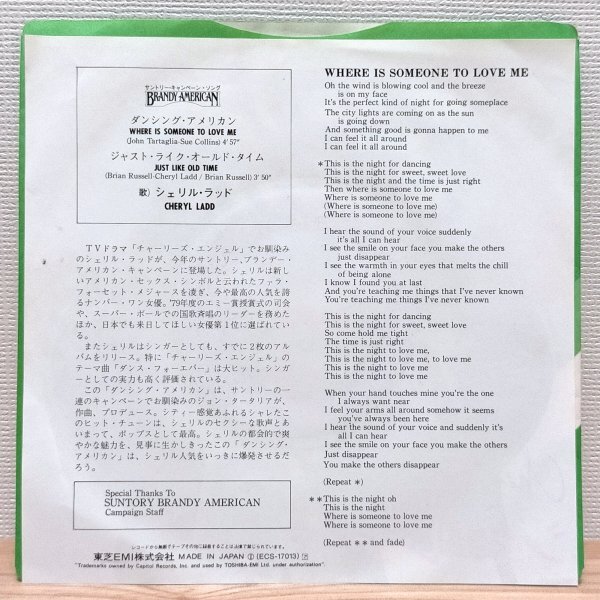 サントリー・キャンペーン・ソング
BRANDY AMERICAN
ダンシング・アメリカン
WHERE IS SOMEONE TO LOVE ME
(John Tartaglia-Sue Collins) 4'57"
ジャスト・ライク・オールド・タイム
JUST LIKE OLD TIME
(Brian Russell-Cheryl Ladd / Brian Russell) 3'50"
歌) シェリル・ラッド
CHERYL LADD
TVドラマ「チャーリーズ・エンジェル」でお馴染み
のシェリル・ラッドが、今年のサントリー、ブランデー・
アメリカン・キャンペーンに登場した。シェリルは新し
いアメリカン・セックス・シンボルと云われたファラ・
フォーセット・メジャースを凌ぎ、今や最高の人気を誇
るナンバー・ワン女優。'79年度のエミー賞授賞式の司会
や、スーパー・ボールでの国歌斉唱のリーダーを務めた
ほか、日本でも来日してほしい女優第1位に選ばれてい
る。
またシェリルはシンガーとしても、すでに2枚のアル
バムをリリース。特に「チャーリーズ・エンジェル」の
テーマ曲「ダンス・フォーエバー」は大ヒット。シンガ
ーとしての実力も高く評価されている。
この「ダンシング・アメリカン」は、サントリーの一
連のキャンペーンでお馴染みのジョン・タータリアが、
作曲、プロデュース。シティー感覚あふれるシャレたこ
のヒット・チューンは、シェリルのセクシーな歌声とあ
いまって、ポップスとして最高。シェリルの都会的で爽
やかな魅力を、見事に生かしきったこの「ダンシング・
アメリカン」は、シェリル人気をいっきに爆発させるだ
ろう。
Special Thanks To
SUNTORY BRANDY AMERICAN
Campaign Staff
レコードから無断でテープその他に録音することは法律で禁じられています。
東芝EMI株式会社 MADE IN JAPAN (ECS-17013)
"Trademarks owned by Capitol Records, Inc. and used by TOSHIBA-EMI Ltd. under authorization".
WHERE IS SOMEONE TO LOVE ME
Oh the wind is blowing cool and the breeze
is on my face
It's the perfect kind of night for going someplace
The city lights are coming on as the sun
is going down
And something good is gonna happen to me
I can feel it all around
I can feel it all around
*This is the night for dancing
This is the night for sweet, sweet love
This is the night and the time is just right
Then where is someone to love me
Where is someone to love me
(Where is someone to love me)
(Where is someone to love me)
I hear the sound of your voice suddenly
it's all I can hear
I see the smile on your face you make the others
just disappear
I see the warmth in your eyes that melts the chill
of being alone
I know I found you at last
And you're teaching me things that I've never known
You're teaching me things I've never known
This is the night for dancing
This is the night for sweet, sweet love
So come hold me tight
The time is just right
This is the night to love me,
This is the night to love me, to love me
This is the night to love me
This is the night to love me
When your hand touches mine you're the one
I always want near
I feel your arms all around somehow it seems
you've always been here
I hear the sound of your voice and suddenly it's
all I can hear
I see the smile on your face you make the others
Just disappear
You make the others disappear
(Repeat *)
**This is the night oh
This is the night
Where is someone to love me
Where is someone to love me
(Repeat ** and fade)